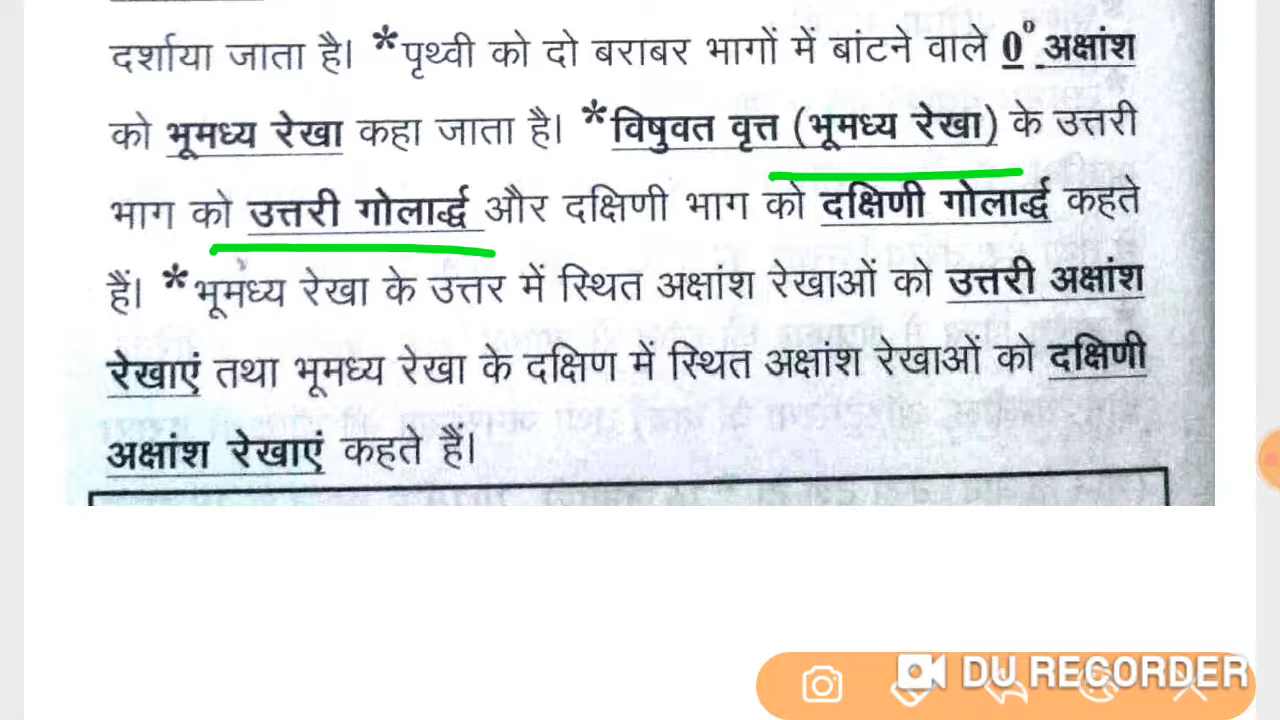 दर्शाया जाता है। *पृथ्वी को दो बराबर भागों में बांटने वाले 0° अक्षांश
को भूमध्य रेखा कहा जाता है। *विषुवत वृत्त (भूमध्य रेखा) के उत्तरी
भाग को उत्तरी गोलार्द्ध और दक्षिणी भाग को दक्षिणी गोलार्द्ध कहते
हैं। *भूमध्य रेखा के उत्तर में स्थित अक्षांश रेखाओं को उत्तरी अक्षांश
रेखाएं तथा भूमध्य रेखा के दक्षिण में स्थित अक्षांश रेखाओं को दक्षिणी
अक्षांश रेखाएं कहते हैं।
DU RECORDER